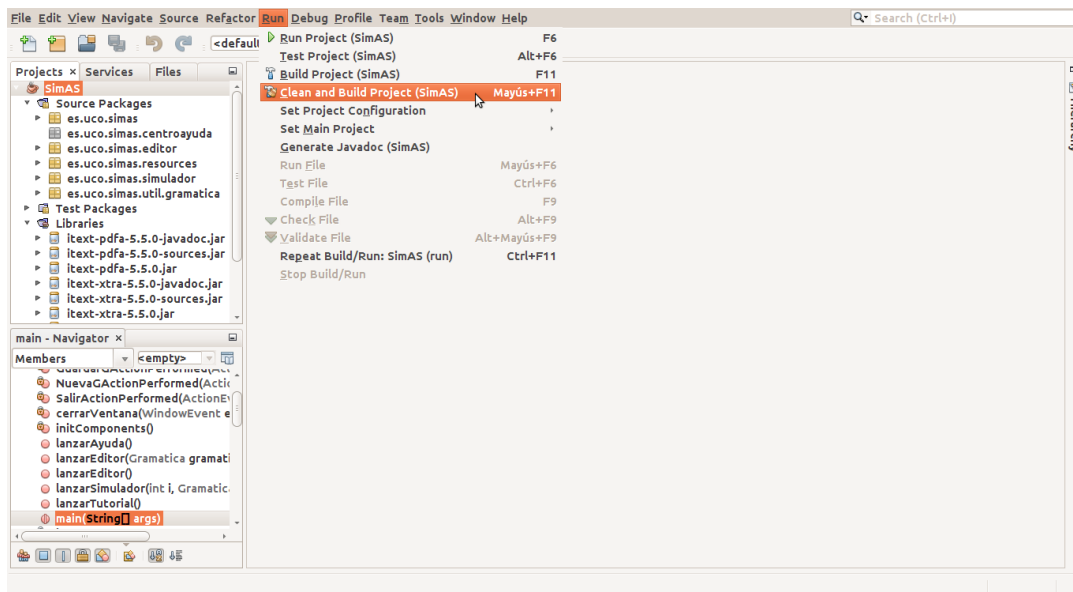 File Edit View Navigate Source Refactor Run Debug Profile Team Tools Window Help
Search (Ctrl+I)
<defaul
Run Project (SimAS) F6
Test Project (SimAS) Alt+F6
Build Project (SimAS) F11
Clean and Build Project (SimAS) Mayús+F11
Set Project Configuration
Set Main Project
Generate Javadoc (SimAS)
Run File Mayús+F6
Test File Ctrl+F6
Compile File F9
Check File Alt+F9
Validate File Alt+Mayús+F9
Repeat Build/Run: SimAS (run) Ctrl+F11
Stop Build/Run
Projects × Services Files
SimAS
Source Packages
es.uco.simas
es.uco.simas.centroayuda
es.uco.simas.editor
es.uco.simas.resources
es.uco.simas.simulador
es.uco.simas.util.gramatica
Test Packages
Libraries
itext-pdfa-5.5.0-javadoc.jar
itext-pdfa-5.5.0-sources.jar
itext-pdfa-5.5.0.jar
itext-xtra-5.5.0-javadoc.jar
itext-xtra-5.5.0-sources.jar
itext-xtra-5.5.0.jar
main - Navigator ×
Members <empty>
NuevaGActionPerformed(Actic
SalirActionPerformed(ActionEv
cerrarVentana(WindowEvent e
initComponents()
lanzarAyuda()
lanzarEditor(Gramatica gramati
lanzarEditor()
lanzarSimulador(int i, Gramatic
lanzarTutorial()
main(String[] args)